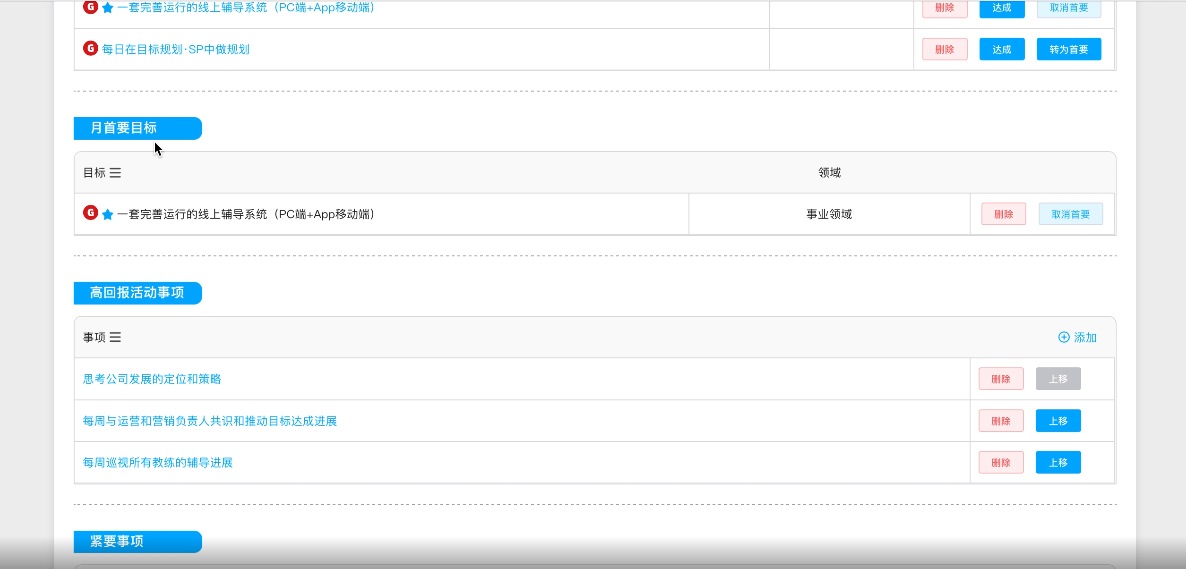 G 一套完善运行的线上辅导系统（PC端+App移动端） 删除 达成 取消首要
G 每日在目标规划·SP中做规划 删除 达成 转为首要
月首要目标
目标 领域
G 一套完善运行的线上辅导系统（PC端+App移动端） 事业领域 删除 取消首要
高回报活动事项
事项 添加
思考公司发展的定位和策略 删除 上移
每周与运营和营销负责人共识和推动目标达成进展 删除 上移
每周巡视所有教练的辅导进展 删除 上移
紧要事项